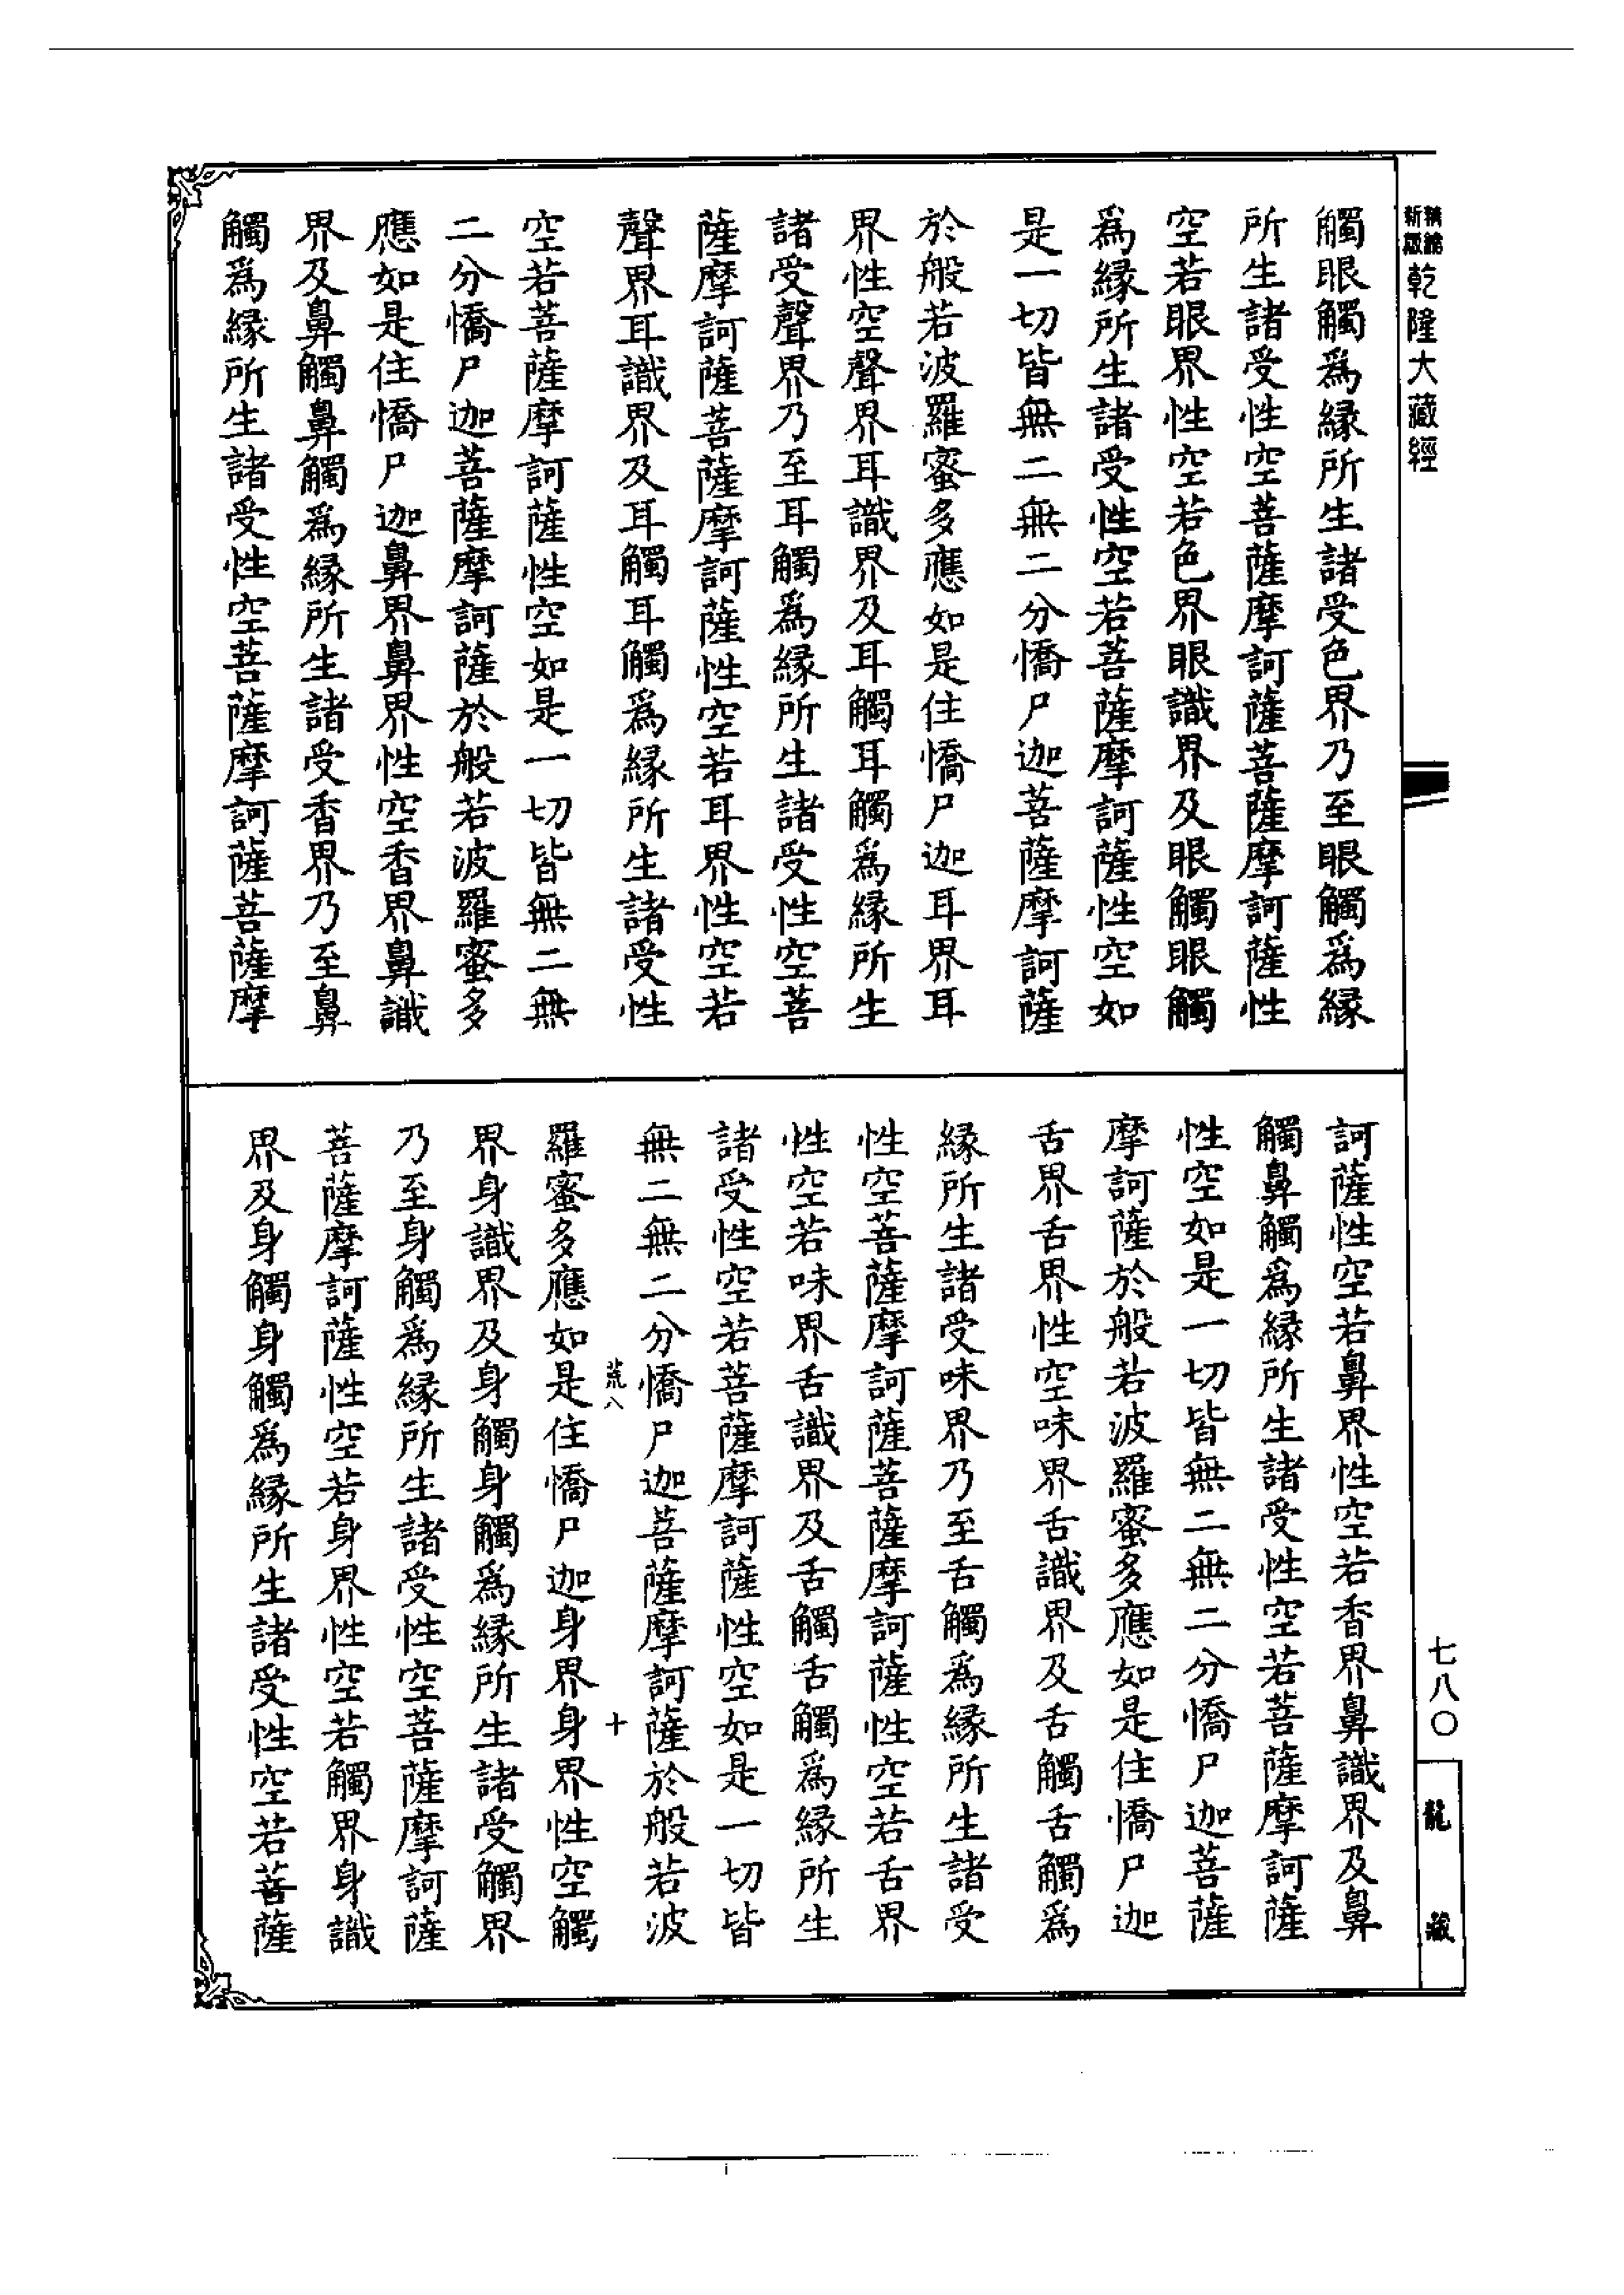 新編縮版乾隆大藏經
觸眼觸爲緣所生諸受色界乃至眼觸爲緣
所生諸受性空菩薩摩訶薩菩薩摩訶薩性
空若眼界性空若色界眼識界及眼觸眼觸
爲緣所生諸受性空若菩薩摩訶薩性空如
是一切皆無二無二分憍尸迦菩薩摩訶薩
於般若波羅蜜多應如是住憍尸迦耳界耳
界性空聲界耳識界及耳觸耳觸爲緣所生
諸受聲界乃至耳觸爲緣所生諸受性空菩
薩摩訶薩菩薩摩訶薩性空若耳界性空若
聲界耳識界及耳觸耳觸爲緣所生諸受性
空若菩薩摩訶薩性空如是一切皆無二無
二分憍尸迦菩薩摩訶薩於般若波羅蜜多
應如是住憍尸迦鼻界鼻界性空香界鼻識
界及鼻觸鼻觸爲緣所生諸受香界乃至鼻
觸爲緣所生諸受性空菩薩摩訶薩菩薩摩
訶薩性空若鼻界性空若香界鼻識界及鼻
觸鼻觸爲緣所生諸受性空若菩薩摩訶薩
性空如是一切皆無二無二分憍尸迦菩薩
摩訶薩於般若波羅蜜多應如是住憍尸迦
舌界舌界性空味界舌識界及舌觸舌觸爲
緣所生諸受味界乃至舌觸爲緣所生諸受
性空菩薩摩訶薩菩薩摩訶薩性空若舌界
性空若味界舌識界及舌觸舌觸爲緣所生
諸受性空若菩薩摩訶薩性空如是一切皆
無二無二分憍尸迦菩薩摩訶薩於般若波
荒八 十
羅蜜多應如是住憍尸迦身界身界性空觸
界身識界及身觸身觸爲緣所生諸受觸界
乃至身觸爲緣所生諸受性空菩薩摩訶薩
菩薩摩訶薩性空若身界性空若觸界身識
界及身觸身觸爲緣所生諸受性空若菩薩
七八〇
龍藏